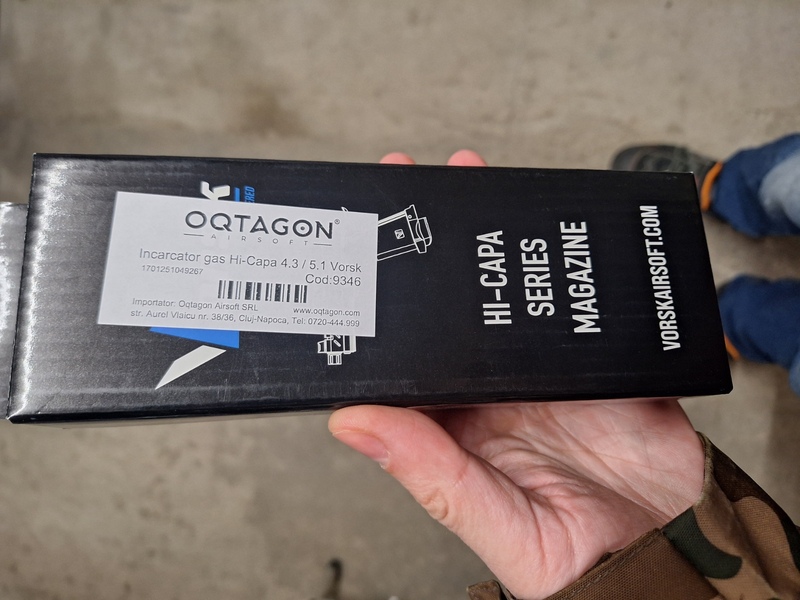 OQTAGON®
AIRSOFT
Incarcator gas Hi-Capa 4.3 / 5.1 Vorsk
1701251049267
Cod:9346
Importator: Oqtagon Airsoft SRL
www.oqtagon.com
str. Aurel Vlaicu nr. 38/36, Cluj-Napoca, Tel: 0720-444.999
HI-CAPA
SERIES
MAGAZINE
VORSKAIRSOFT.COM